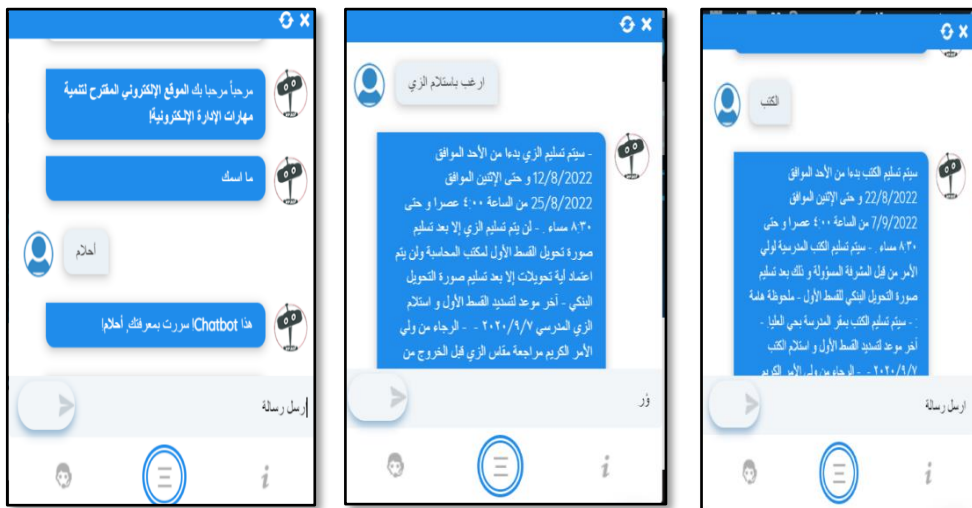 مرحباً مرحبا بك الموقع الإلكتروني المقترح لتنمية
مهارات الإدارة الإلكترونية!
ما اسمك
أحلام
هذا Chatbot! سررت بمعرفتك, أحلام!
ارسل رسالة
ارغب باستلام الزي
- سيتم تسليم الزي بدءا من الأحد الموافق
12/8/2022 و حتى الإثنين الموافق
25/8/2022 من الساعة ٤:٠٠ عصرا و حتى
٨,٣٠ مساء . - لن يتم تسليم الزي إلا بعد تسليم
صورة تحويل القسط الأول لمكتب المحاسبة ولن يتم
اعتماد أية تحويلات إلا بعد تسليم صورة التحويل
البنكي - آخر موعد لتسديد القسط الأول و استلام
الزي المدرسي ٢٠٢٠/٩/٧ - - الرجاء من ولي
الأمر الكريم مراجعة مقاس الزي قبل الخروج من
ؤر
الكتب
سيتم تسليم الكتب بدءا من الأحد الموافق
22/8/2022 و حتى الإثنين الموافق
7/9/2022 من الساعة ٤:٠٠ عصرا و حتى
٨:٣٠ مساء . - سيتم تسليم الكتب المدرسية لولي
الأمر من قبل المشرفة المسؤولة و ذلك بعد تسليم
صورة التحويل البنكي للقسط الأول - ملحوظة هامة
: - سيتم تسليم الكتب بمقر المدرسة بحي العليا . -
آخر موعد لتسديد القسط الأول و استلام الكتب
٢٠٢٠/٩/٧ - - الرجاء من ولي الأمر الكريم
ارسل رسالة